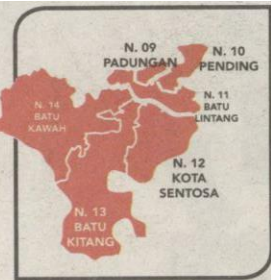 N. 09
PADUNGAN
N. 10
PENDING
N. 11
BATU
LINTANG
N. 14
BATU
KAWAH
N. 12
KOTA
SENTOSA
N. 13
BATU
KITANG